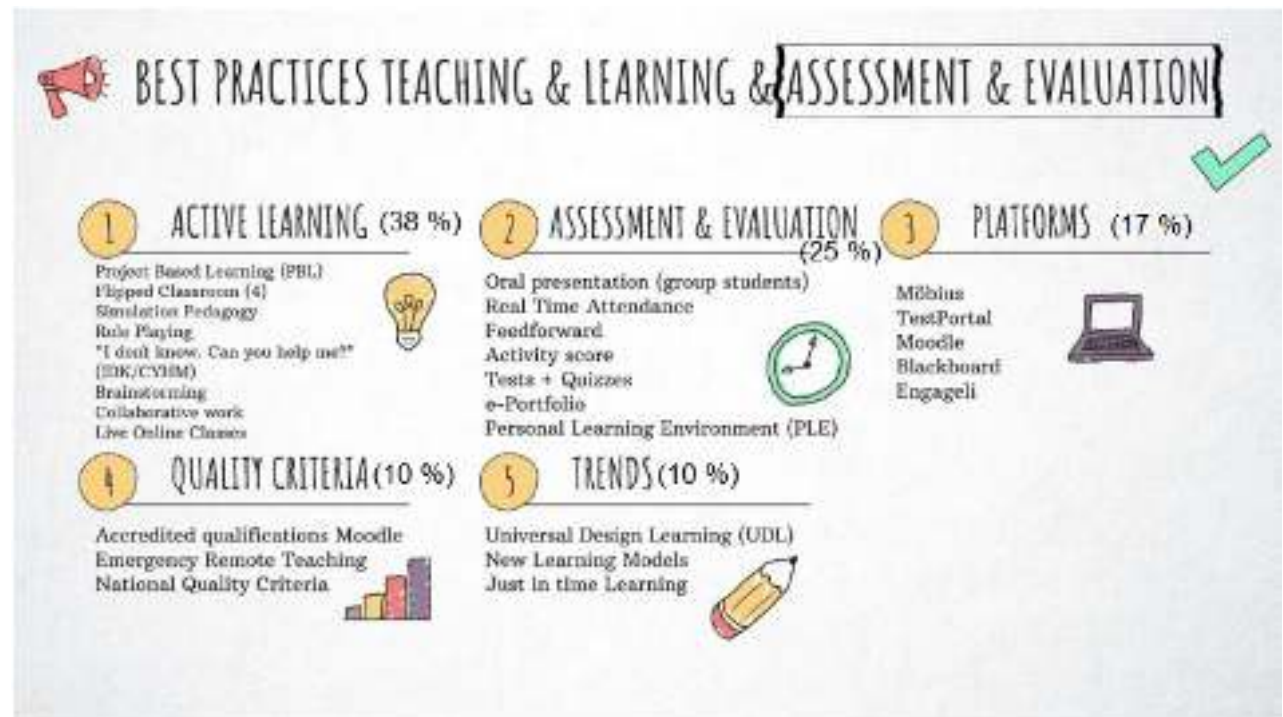 BEST PRACTICES TEACHING & LEARNING & ASSESSMENT & EVALUATION
1 ACTIVE LEARNING (38 %)
Project Based Learning (PBL)
Flipped Classroom (4)
Simulation Pedagogy
Role Playing
"I don't know. Can you help me?"
(IDK/CYHM)
Brainstorming
Collaborative work
Live Online Classes
2 ASSESSMENT & EVALUATION
(25 %)
Oral presentation (group students)
Real Time Attendance
Feedforward
Activity score
Tests + Quizzes
e-Portfolio
Personal Learning Environment (PLE)
3 PLATFORMS (17 %)
Möbius
TestPortal
Moodle
Blackboard
Engageli
4 QUALITY CRITERIA (10 %)
Accredited qualifications Moodle
Emergency Remote Teaching
National Quality Criteria
5 TRENDS (10 %)
Universal Design Learning (UDL)
New Learning Models
Just in time Learning